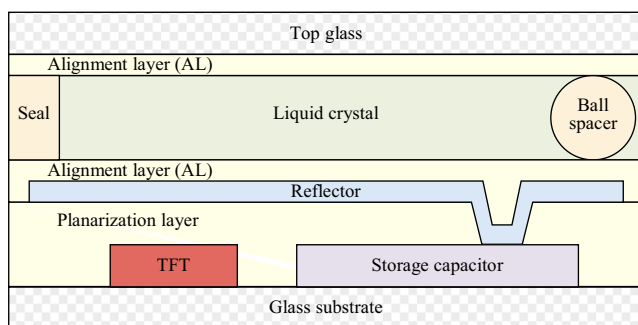 Top glass
Alignment layer (AL)
Seal
Liquid crystal
Ball
spacer
Alignment layer (AL)
Reflector
Planarization layer
TFT
Storage capacitor
Glass substrate